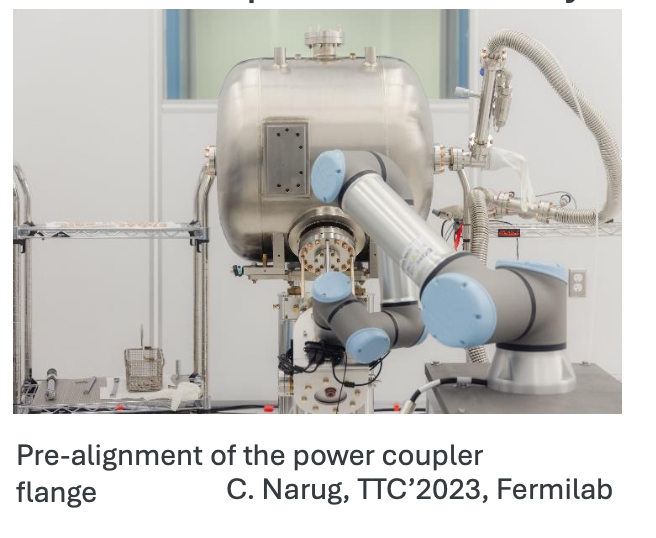 Pre-alignment of the power coupler
flange C. Narug, TTC’2023, Fermilab